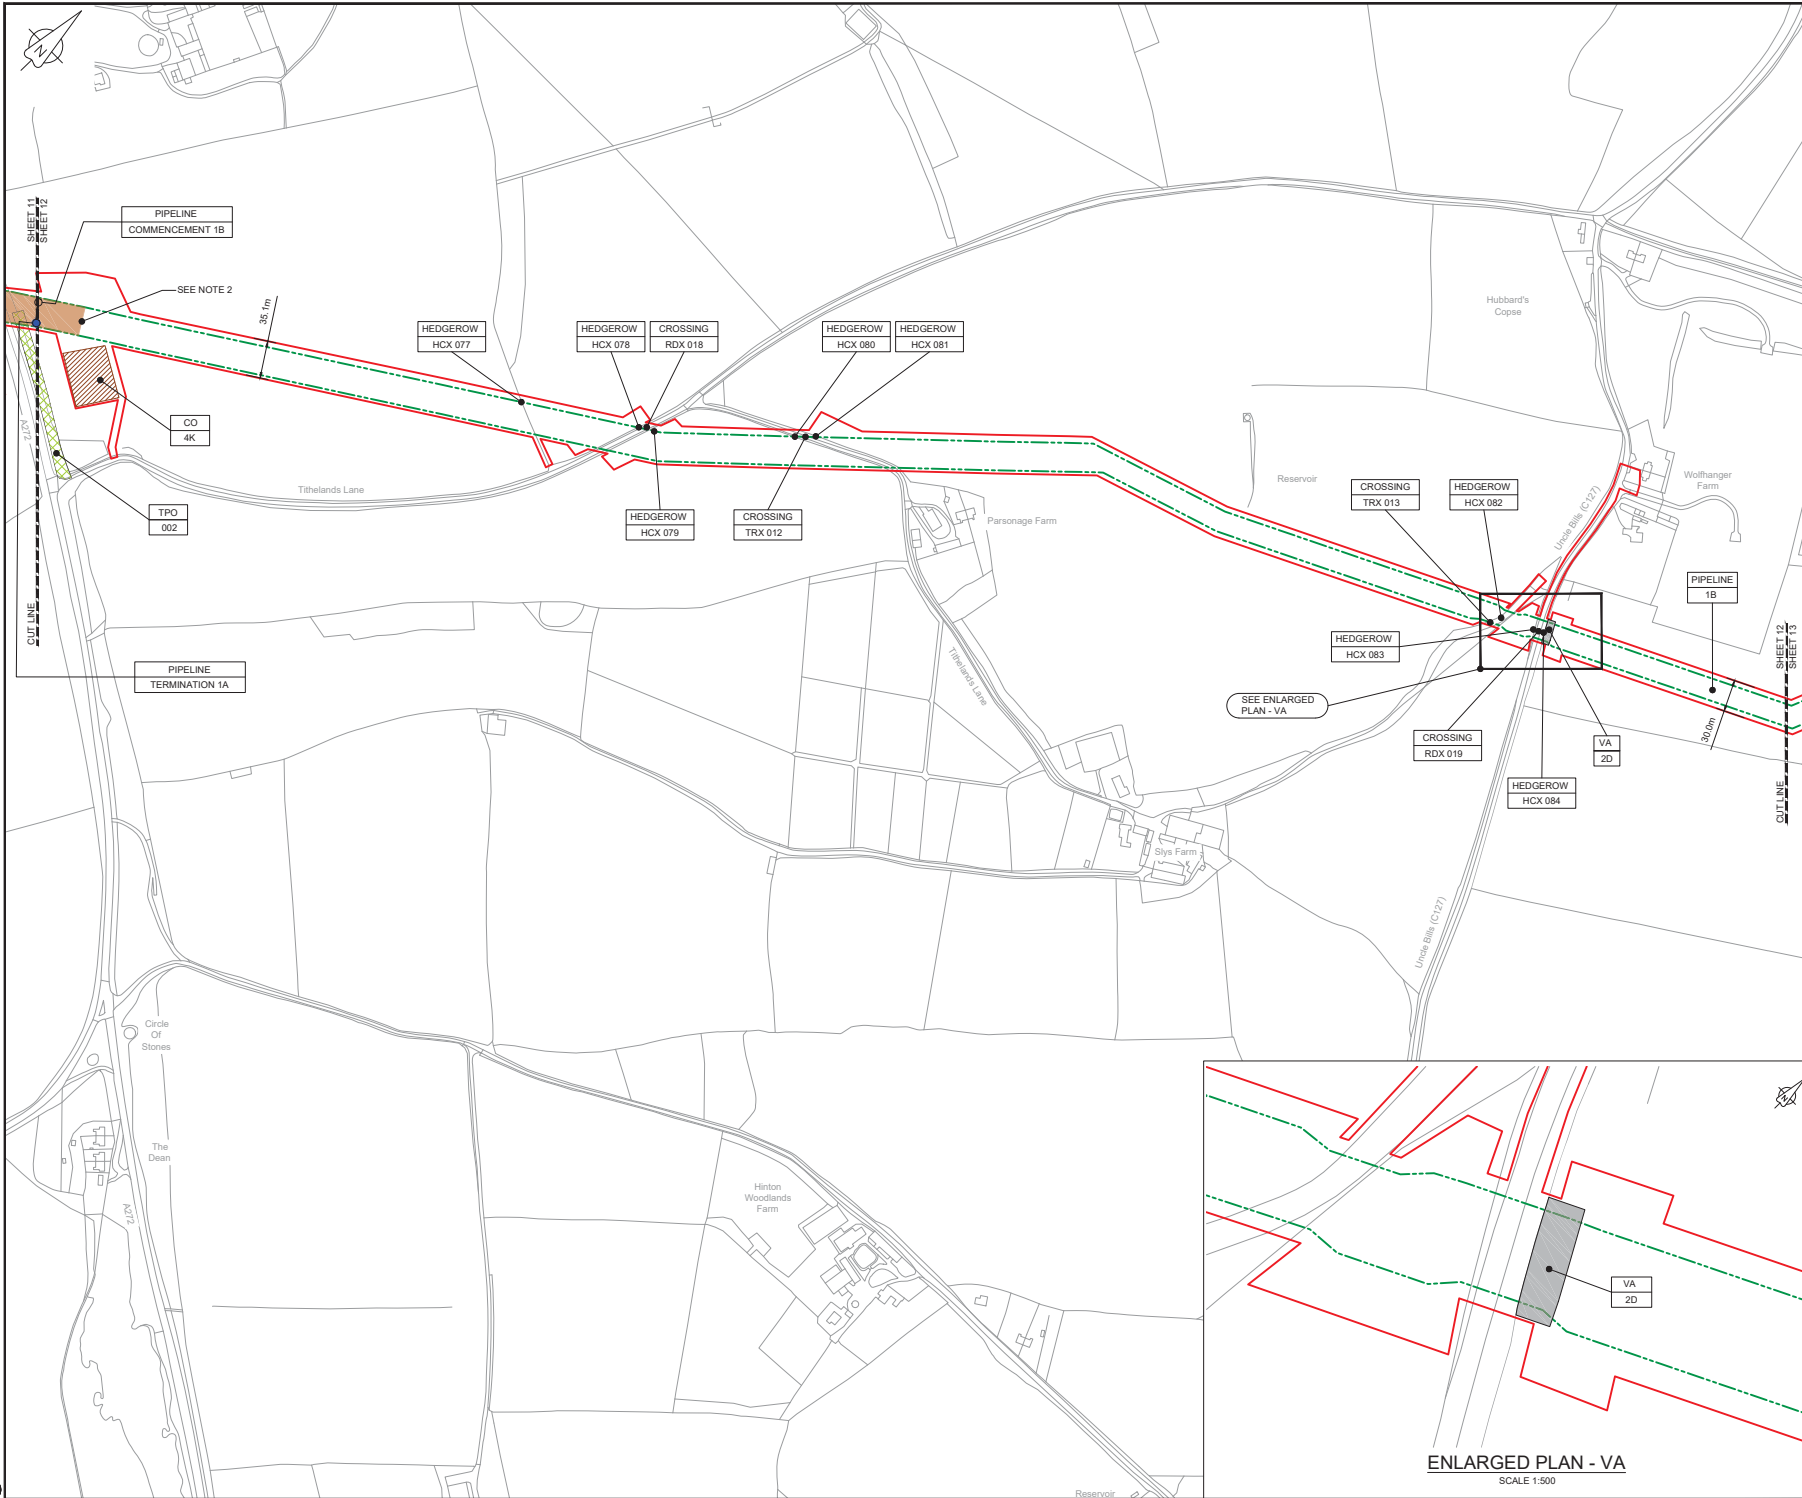 N
SHEET 11
SHEET 12
PIPELINE
COMMENCEMENT 1B
SEE NOTE 2
35.1m
HEDGEROW
HCX 077
HEDGEROW
HCX 078
CROSSING
RDX 018
HEDGEROW
HCX 080
HEDGEROW
HCX 081
Hubbard's
Copse
A272
CO
4K
TPO
002
Tithelands Lane
HEDGEROW
HCX 079
CROSSING
TRX 012
Parsonage Farm
Reservoir
CROSSING
TRX 013
HEDGEROW
HCX 082
Uncle Bills (C127)
Wolfhanger
Farm
PIPELINE
1B
CUT LINE
PIPELINE
TERMINATION 1A
Tithelands Lane
HEDGEROW
HCX 083
SHEET 12
SHEET 13
SEE ENLARGED
PLAN - VA
CROSSING
RDX 019
VA
2D
30.0m
HEDGEROW
HCX 084
CUT LINE
Slys Farm
Uncle Bills (C127)
Circle
Of
Stones
The
Dean
A272
Hinton
Woodlands
Farm
N
VA
2D
ENLARGED PLAN - VA
SCALE 1:500
Reservoir